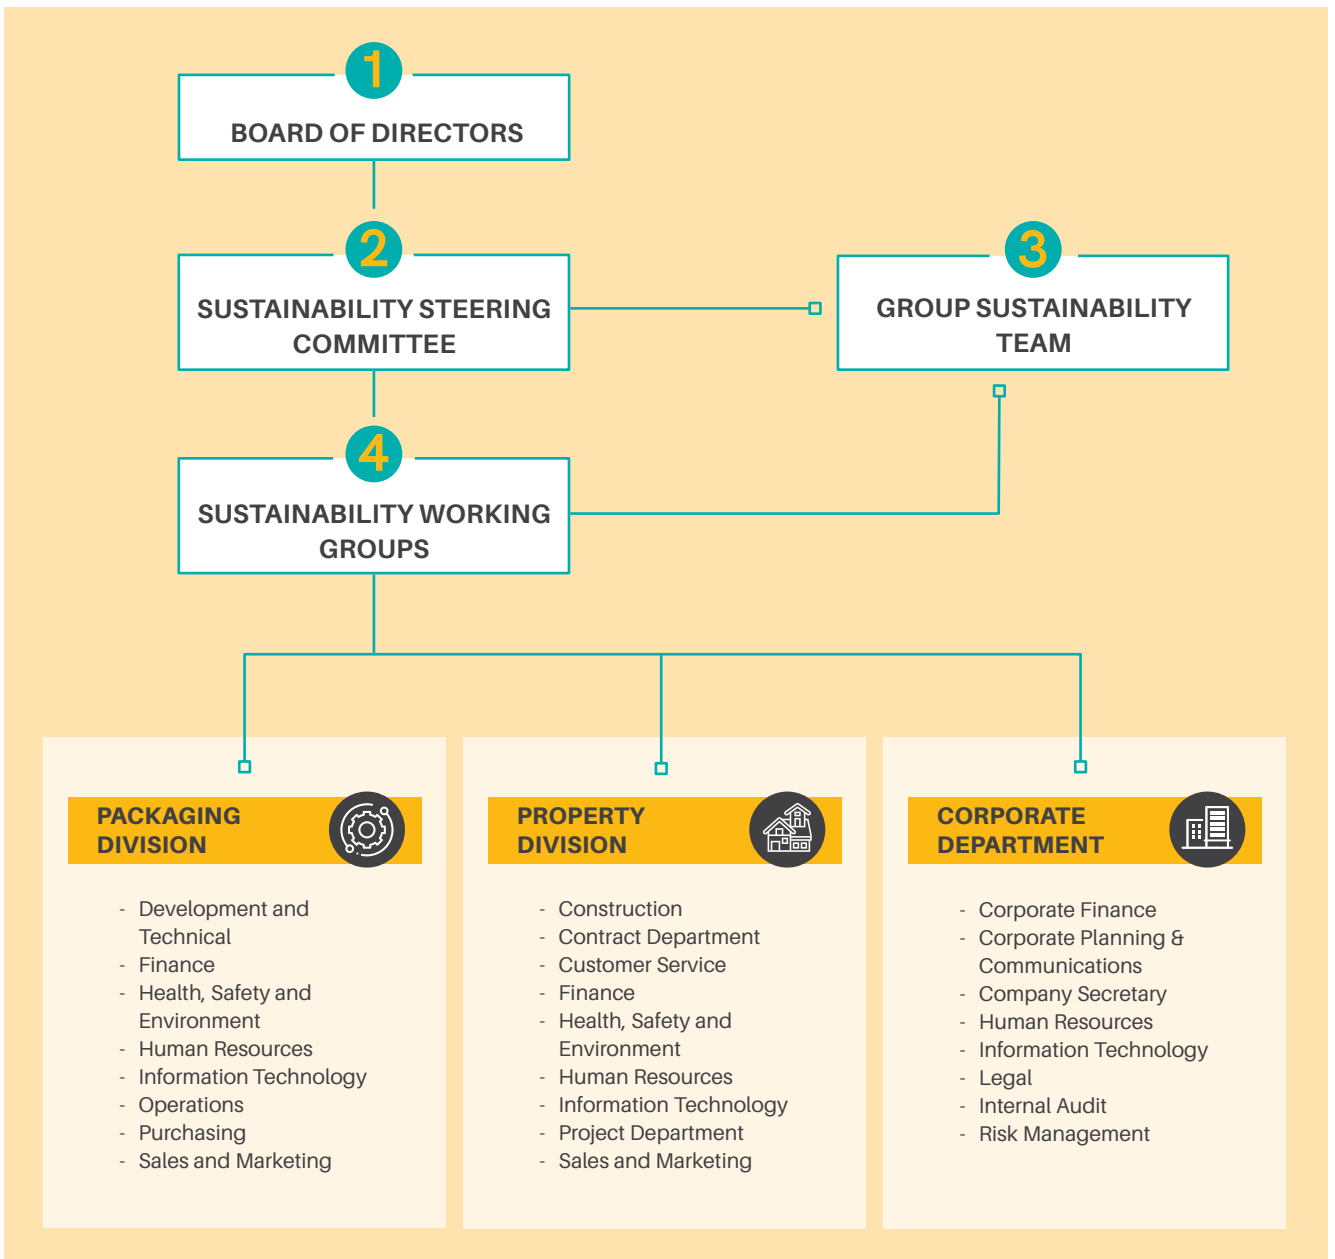 1
BOARD OF DIRECTORS
2
SUSTAINABILITY STEERING
COMMITTEE
3
GROUP SUSTAINABILITY
TEAM
4
SUSTAINABILITY WORKING
GROUPS
PACKAGING
DIVISION
- Development and
Technical
- Finance
- Health, Safety and
Environment
- Human Resources
- Information Technology
- Operations
- Purchasing
- Sales and Marketing
PROPERTY
DIVISION
- Construction
- Contract Department
- Customer Service
- Finance
- Health, Safety and
Environment
- Human Resources
- Information Technology
- Project Department
- Sales and Marketing
CORPORATE
DEPARTMENT
- Corporate Finance
- Corporate Planning &
Communications
- Company Secretary
- Human Resources
- Information Technology
- Legal
- Internal Audit
- Risk Management